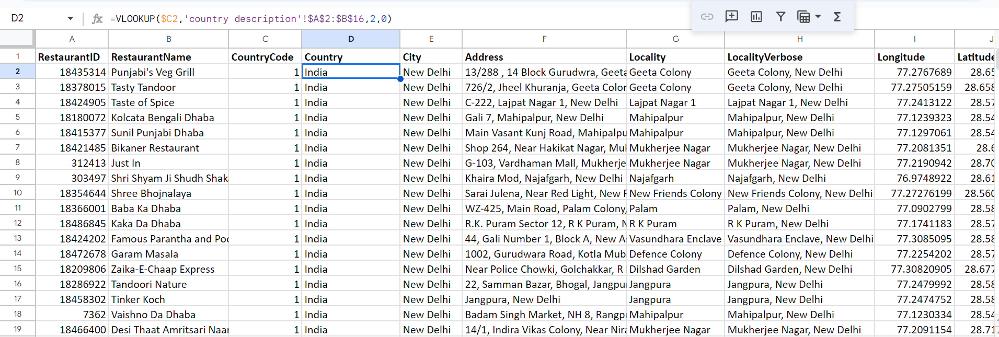 D2 fx =VLOOKUP($C2,'country description'!$A$2:$B$16,2,0) Σ
A B C D E F G H I J
1 RestaurantID RestaurantName CountryCode Country City Address Locality LocalityVerbose Longitude Latitude
2 18435314 Punjabi's Veg Grill 1 India New Delhi 13/288 , 14 Block Gurudwra, Geeta Geeta Colony Geeta Colony, New Delhi 77.2767689 28.65
3 18378015 Tasty Tandoor 1 India New Delhi 726/2, Jheel Khuranja, Geeta Color Geeta Colony Geeta Colony, New Delhi 77.27505159 28.658
4 18424905 Taste of Spice 1 India New Delhi C-222, Lajpat Nagar 1, New Delhi Lajpat Nagar 1 Lajpat Nagar 1, New Delhi 77.2413122 28.57
5 18180072 Kolcata Bengali Dhaba 1 India New Delhi Gali 7, Mahipalpur, New Delhi Mahipalpur Mahipalpur, New Delhi 77.1239323 28.54
6 18415377 Sunil Punjabi Dhaba 1 India New Delhi Main Vasant Kunj Road, Mahipalpu Mahipalpur Mahipalpur, New Delhi 77.1297061 28.54
7 18421485 Bikaner Restaurant 1 India New Delhi Shop 264, Near Hakikat Nagar, Mul Mukherjee Nagar Mukherjee Nagar, New Delhi 77.2081351 28.6
8 312413 Just In 1 India New Delhi G-103, Vardhaman Mall, Mukherje Mukherjee Nagar Mukherjee Nagar, New Delhi 77.2190942 28.70
9 303497 Shri Shyam Ji Shudh Shak 1 India New Delhi Khaira Mod, Najafgarh, New Delhi Najafgarh Najafgarh, New Delhi 76.9748922 28.61
10 18354644 Shree Bhojnalaya 1 India New Delhi Sarai Julena, Near Red Light, New F New Friends Colony New Friends Colony, New Delhi 77.27276199 28.560
11 18366001 Baba Ka Dhaba 1 India New Delhi WZ-425, Main Road, Palam Colony, Palam Palam, New Delhi 77.0902799 28.58
12 18486845 Kaka Da Dhaba 1 India New Delhi R.K. Puram Sector 12, R K Puram, N R K Puram R K Puram, New Delhi 77.1741183 28.57
13 18424202 Famous Parantha and Poo 1 India New Delhi 44, Gali Number 1, Block A, New A Vasundhara Enclave Vasundhara Enclave, New Delhi 77.3085095 28.58
14 18472678 Garam Masala 1 India New Delhi 1002, Gurudwara Road, Kotla Mub Defence Colony Defence Colony, New Delhi 77.2254202 28.57
15 18209806 Zaika-E-Chaap Express 1 India New Delhi Near Police Chowki, Golchakkar, R Dilshad Garden Dilshad Garden, New Delhi 77.30820905 28.677
16 18286922 Tandoori Nature 1 India New Delhi 22, Samman Bazar, Bhogal, Jangpu Jangpura Jangpura, New Delhi 77.2479992 28.58
17 18458302 Tinker Koch 1 India New Delhi Jangpura, New Delhi Jangpura Jangpura, New Delhi 77.2474752 28.58
18 7362 Vaishno Da Dhaba 1 India New Delhi Badam Singh Market, NH 8, Rangpu Mahipalpur Mahipalpur, New Delhi 77.1230334 28.54
19 18466400 Desi Thaat Amritsari Naar 1 India New Delhi 14/1, Indira Vikas Colony, Near Nira Mukherjee Nagar Mukherjee Nagar, New Delhi 77.2091154 28.71